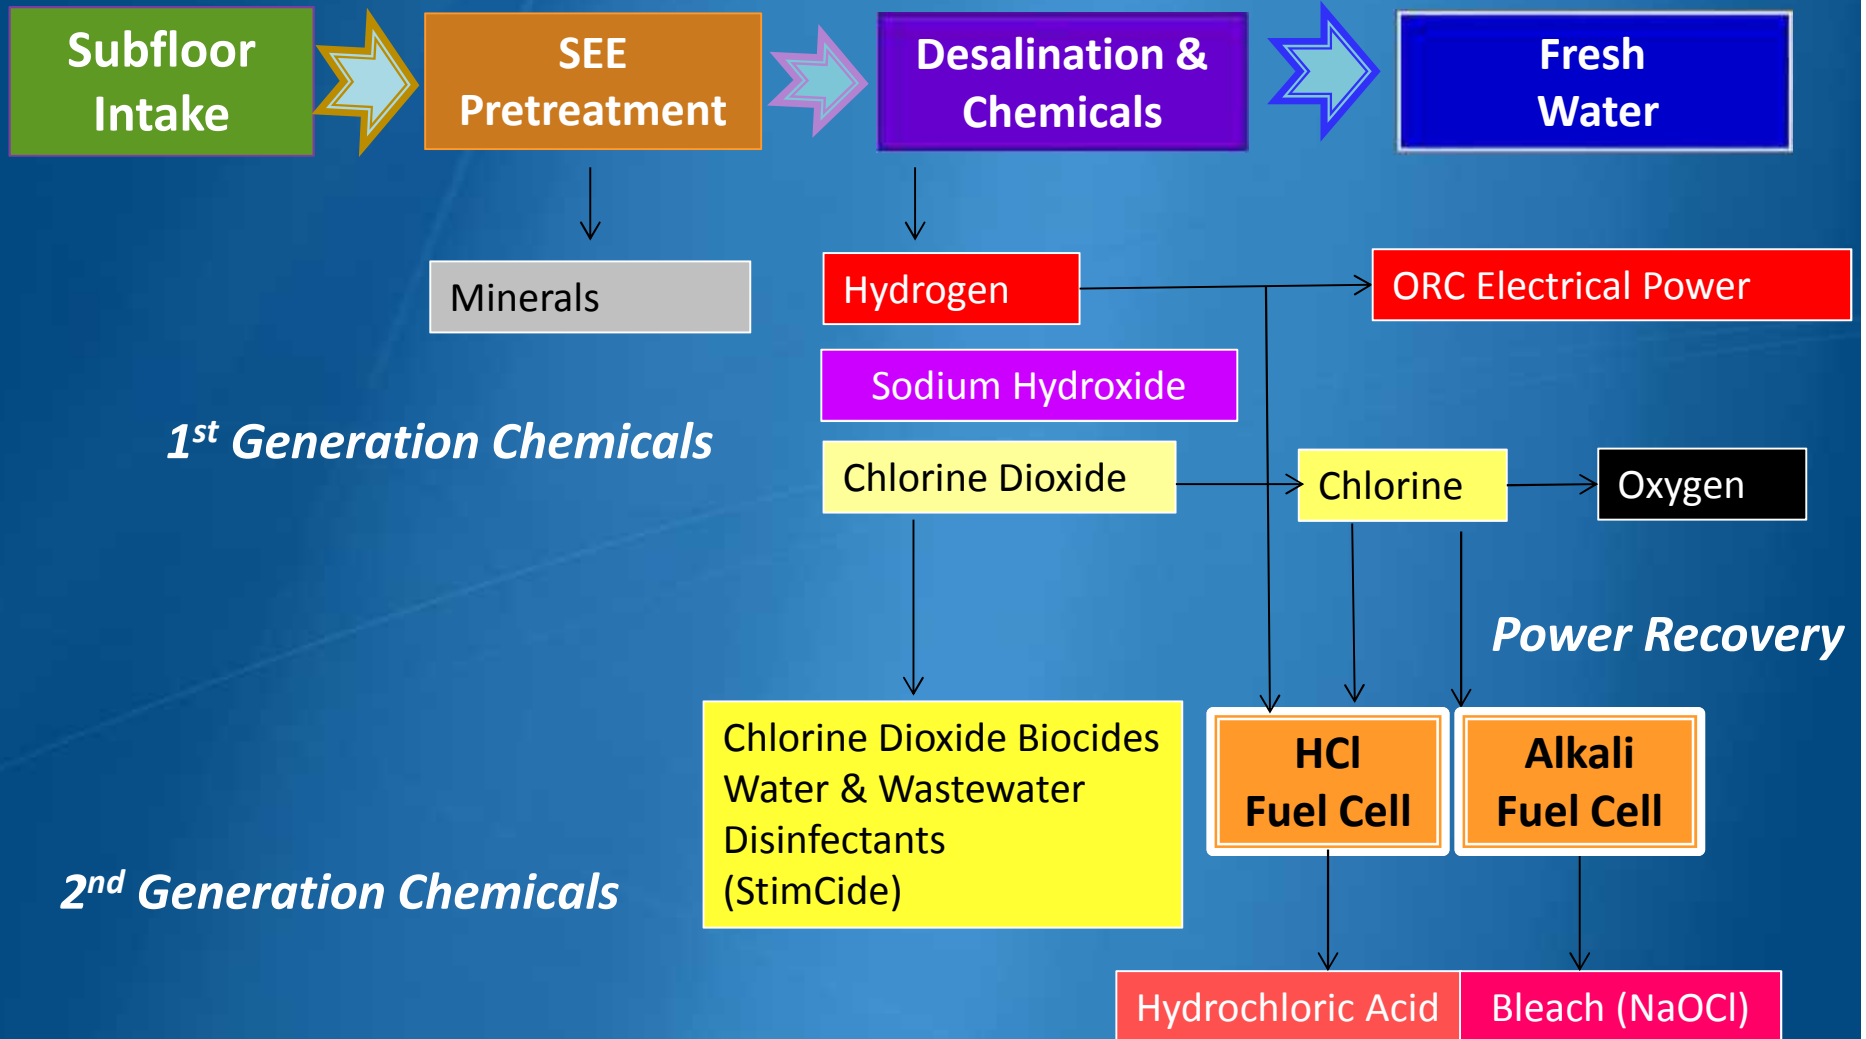 Subfloor
Intake
SEE
Pretreatment
Desalination &
Chemicals
Fresh
Water
Minerals
Hydrogen
ORC Electrical Power
Sodium Hydroxide
1st Generation Chemicals
Chlorine Dioxide
Chlorine
Oxygen
Power Recovery
Chlorine Dioxide Biocides
Water & Wastewater
Disinfectants
(StimCide)
HCl
Fuel Cell
Alkali
Fuel Cell
2nd Generation Chemicals
Hydrochloric Acid
Bleach (NaOCl)